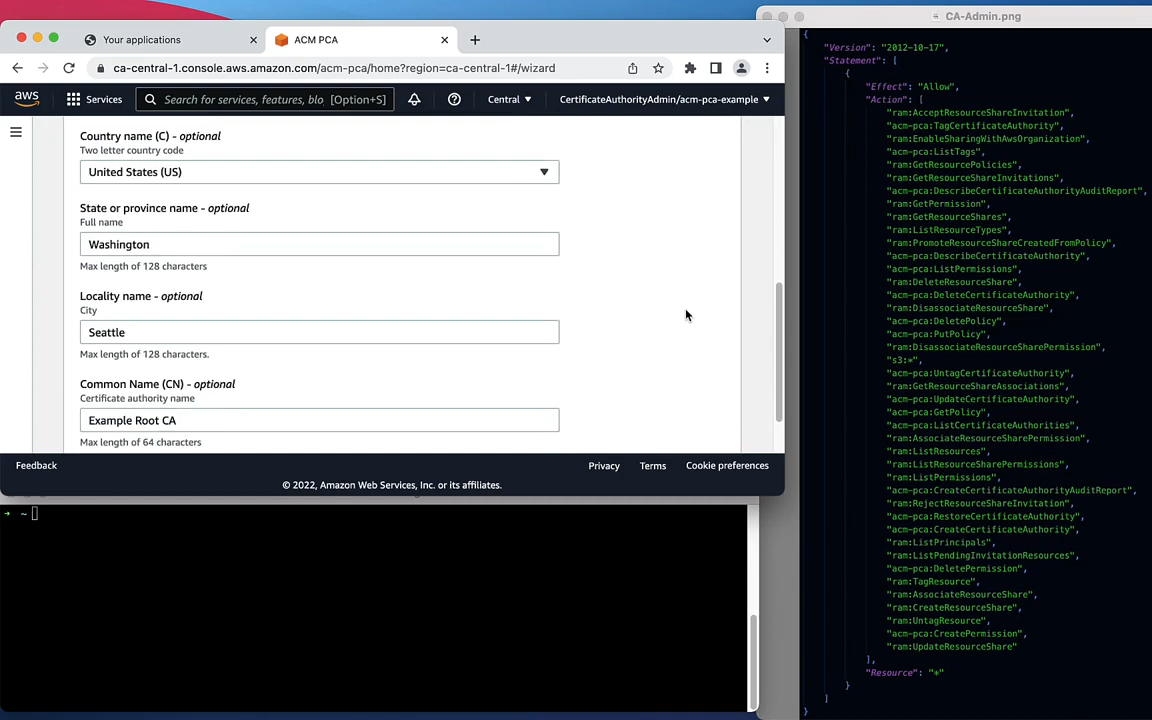 Your applications
ACM PCA
ca-central-1.console.aws.amazon.com/acm-pca/home?region=ca-central-1#/wizard
aws
Services
Search for services, features, blo [Option+S]
Central
CertificateAuthorityAdmin/acm-pca-example
Country name (C) - optional
Two letter country code
United States (US)
State or province name - optional
Full name
Washington
Max length of 128 characters
Locality name - optional
City
Seattle
Max length of 128 characters.
Common Name (CN) - optional
Certificate authority name
Example Root CA
Max length of 64 characters
Feedback
Privacy
Terms
Cookie preferences
© 2022, Amazon Web Services, Inc. or its affiliates.
→ ~
CA-Admin.png
{
"Version": "2012-10-17",
"Statement": [
{
"Effect": "Allow",
"Action": [
"ram:AcceptResourceShareInvitation",
"acm-pca:TagCertificateAuthority",
"ram:EnableSharingWithAwsOrganization",
"acm-pca:ListTags",
"ram:GetResourcePolicies",
"ram:GetResourceShareInvitations",
"acm-pca:DescribeCertificateAuthorityAuditReport",
"ram:GetPermission",
"ram:GetResourceShares",
"ram:ListResourceTypes",
"ram:PromoteResourceShareCreatedFromPolicy",
"acm-pca:DescribeCertificateAuthority",
"acm-pca:ListPermissions",
"ram:DeleteResourceShare",
"acm-pca:DeleteCertificateAuthority",
"ram:DisassociateResourceShare",
"acm-pca:DeletePolicy",
"acm-pca:PutPolicy",
"ram:DisassociateResourceSharePermission",
"s3:*",
"acm-pca:UntagCertificateAuthority",
"ram:GetResourceShareAssociations",
"acm-pca:UpdateCertificateAuthority",
"acm-pca:GetPolicy",
"acm-pca:ListCertificateAuthorities",
"ram:AssociateResourceSharePermission",
"ram:ListResources",
"ram:ListResourceSharePermissions",
"ram:ListPermissions",
"acm-pca:CreateCertificateAuthorityAuditReport",
"ram:RejectResourceShareInvitation",
"acm-pca:RestoreCertificateAuthority",
"acm-pca:CreateCertificateAuthority",
"ram:ListPrincipals",
"ram:ListPendingInvitationResources",
"acm-pca:DeletePermission",
"ram:TagResource",
"ram:AssociateResourceShare",
"ram:CreateResourceShare",
"ram:UntagResource",
"acm-pca:CreatePermission",
"ram:UpdateResourceShare"
],
"Resource": "*"
}
]
}